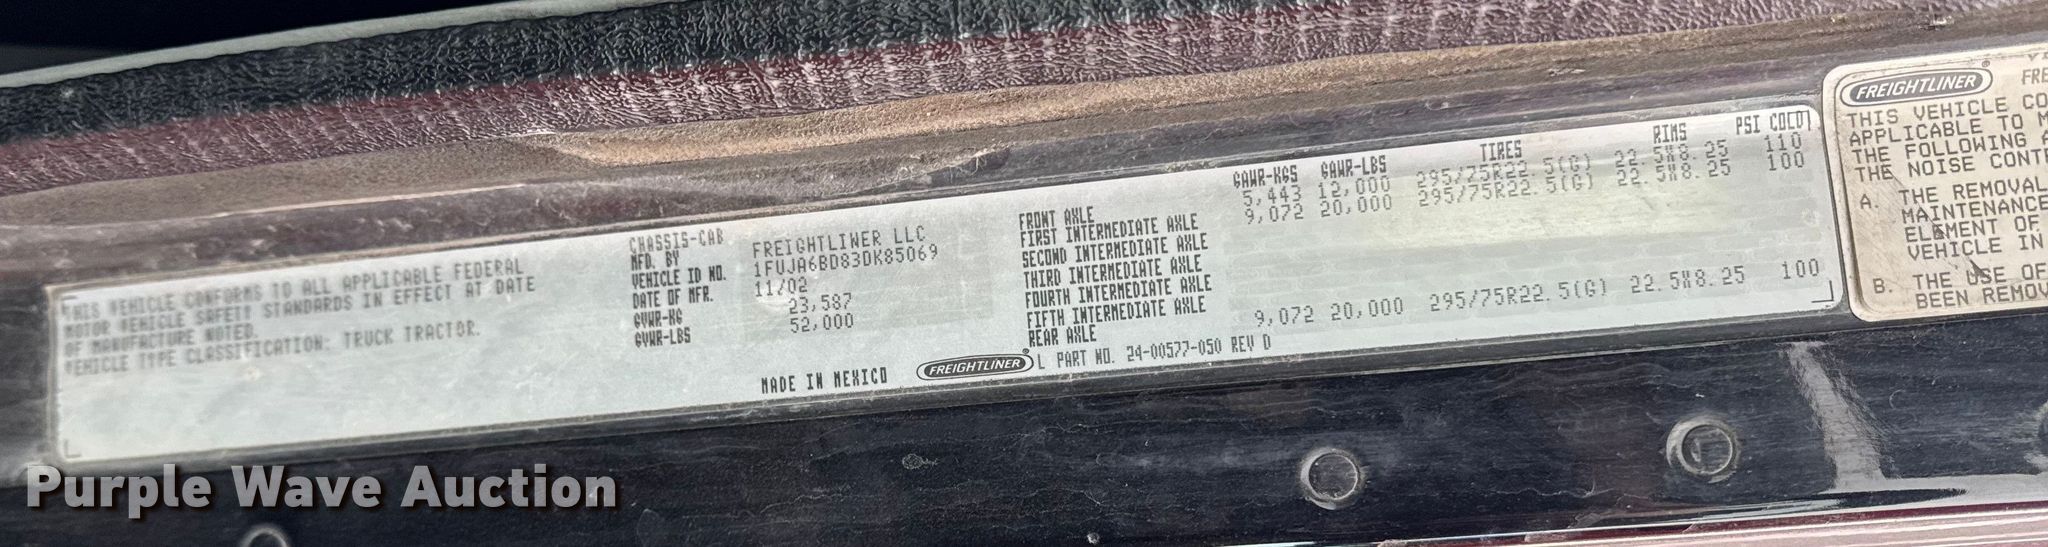 THIS VEHICLE CONFORMS TO ALL APPLICABLE FEDERAL
MOTOR VEHICLE SAFETY STANDARDS IN EFFECT AT DATE
OF MANUFACTURE NOTED.
VEHICLE TYPE CLASSIFICATION: TRUCK TRACTOR.
CHASSIS-CAB
MFD. BY FREIGHTLINER LLC
VEHICLE ID NO. 1FUJA6BD83DK85069
DATE OF MFR. 11/02
GVWR-KG 23,587
GVWR-LBS 52,000
MADE IN MEXICO
FREIGHTLINER
GAWR-KGS GAWR-LBS TIRES RIMS PSI COLD
FRONT AXLE 5,443 12,000 295/75R22.5(G) 22.5X8.25 110
FIRST INTERMEDIATE AXLE 9,072 20,000 295/75R22.5(G) 22.5X8.25 100
SECOND INTERMEDIATE AXLE
THIRD INTERMEDIATE AXLE
FOURTH INTERMEDIATE AXLE
FIFTH INTERMEDIATE AXLE
REAR AXLE 9,072 20,000 295/75R22.5(G) 22.5X8.25 100
L PART NO. 24-00577-050 REV D
FREIGHTLINER
FRE
THIS VEHICLE CO
APPLICABLE TO M
THE FOLLOWING
THE NOISE CONT
A. THE REMOVAL
MAINTENANCE
ELEMENT OF
VEHICLE IN
B. THE USE OF
BEEN REMOV
Purple Wave Auction